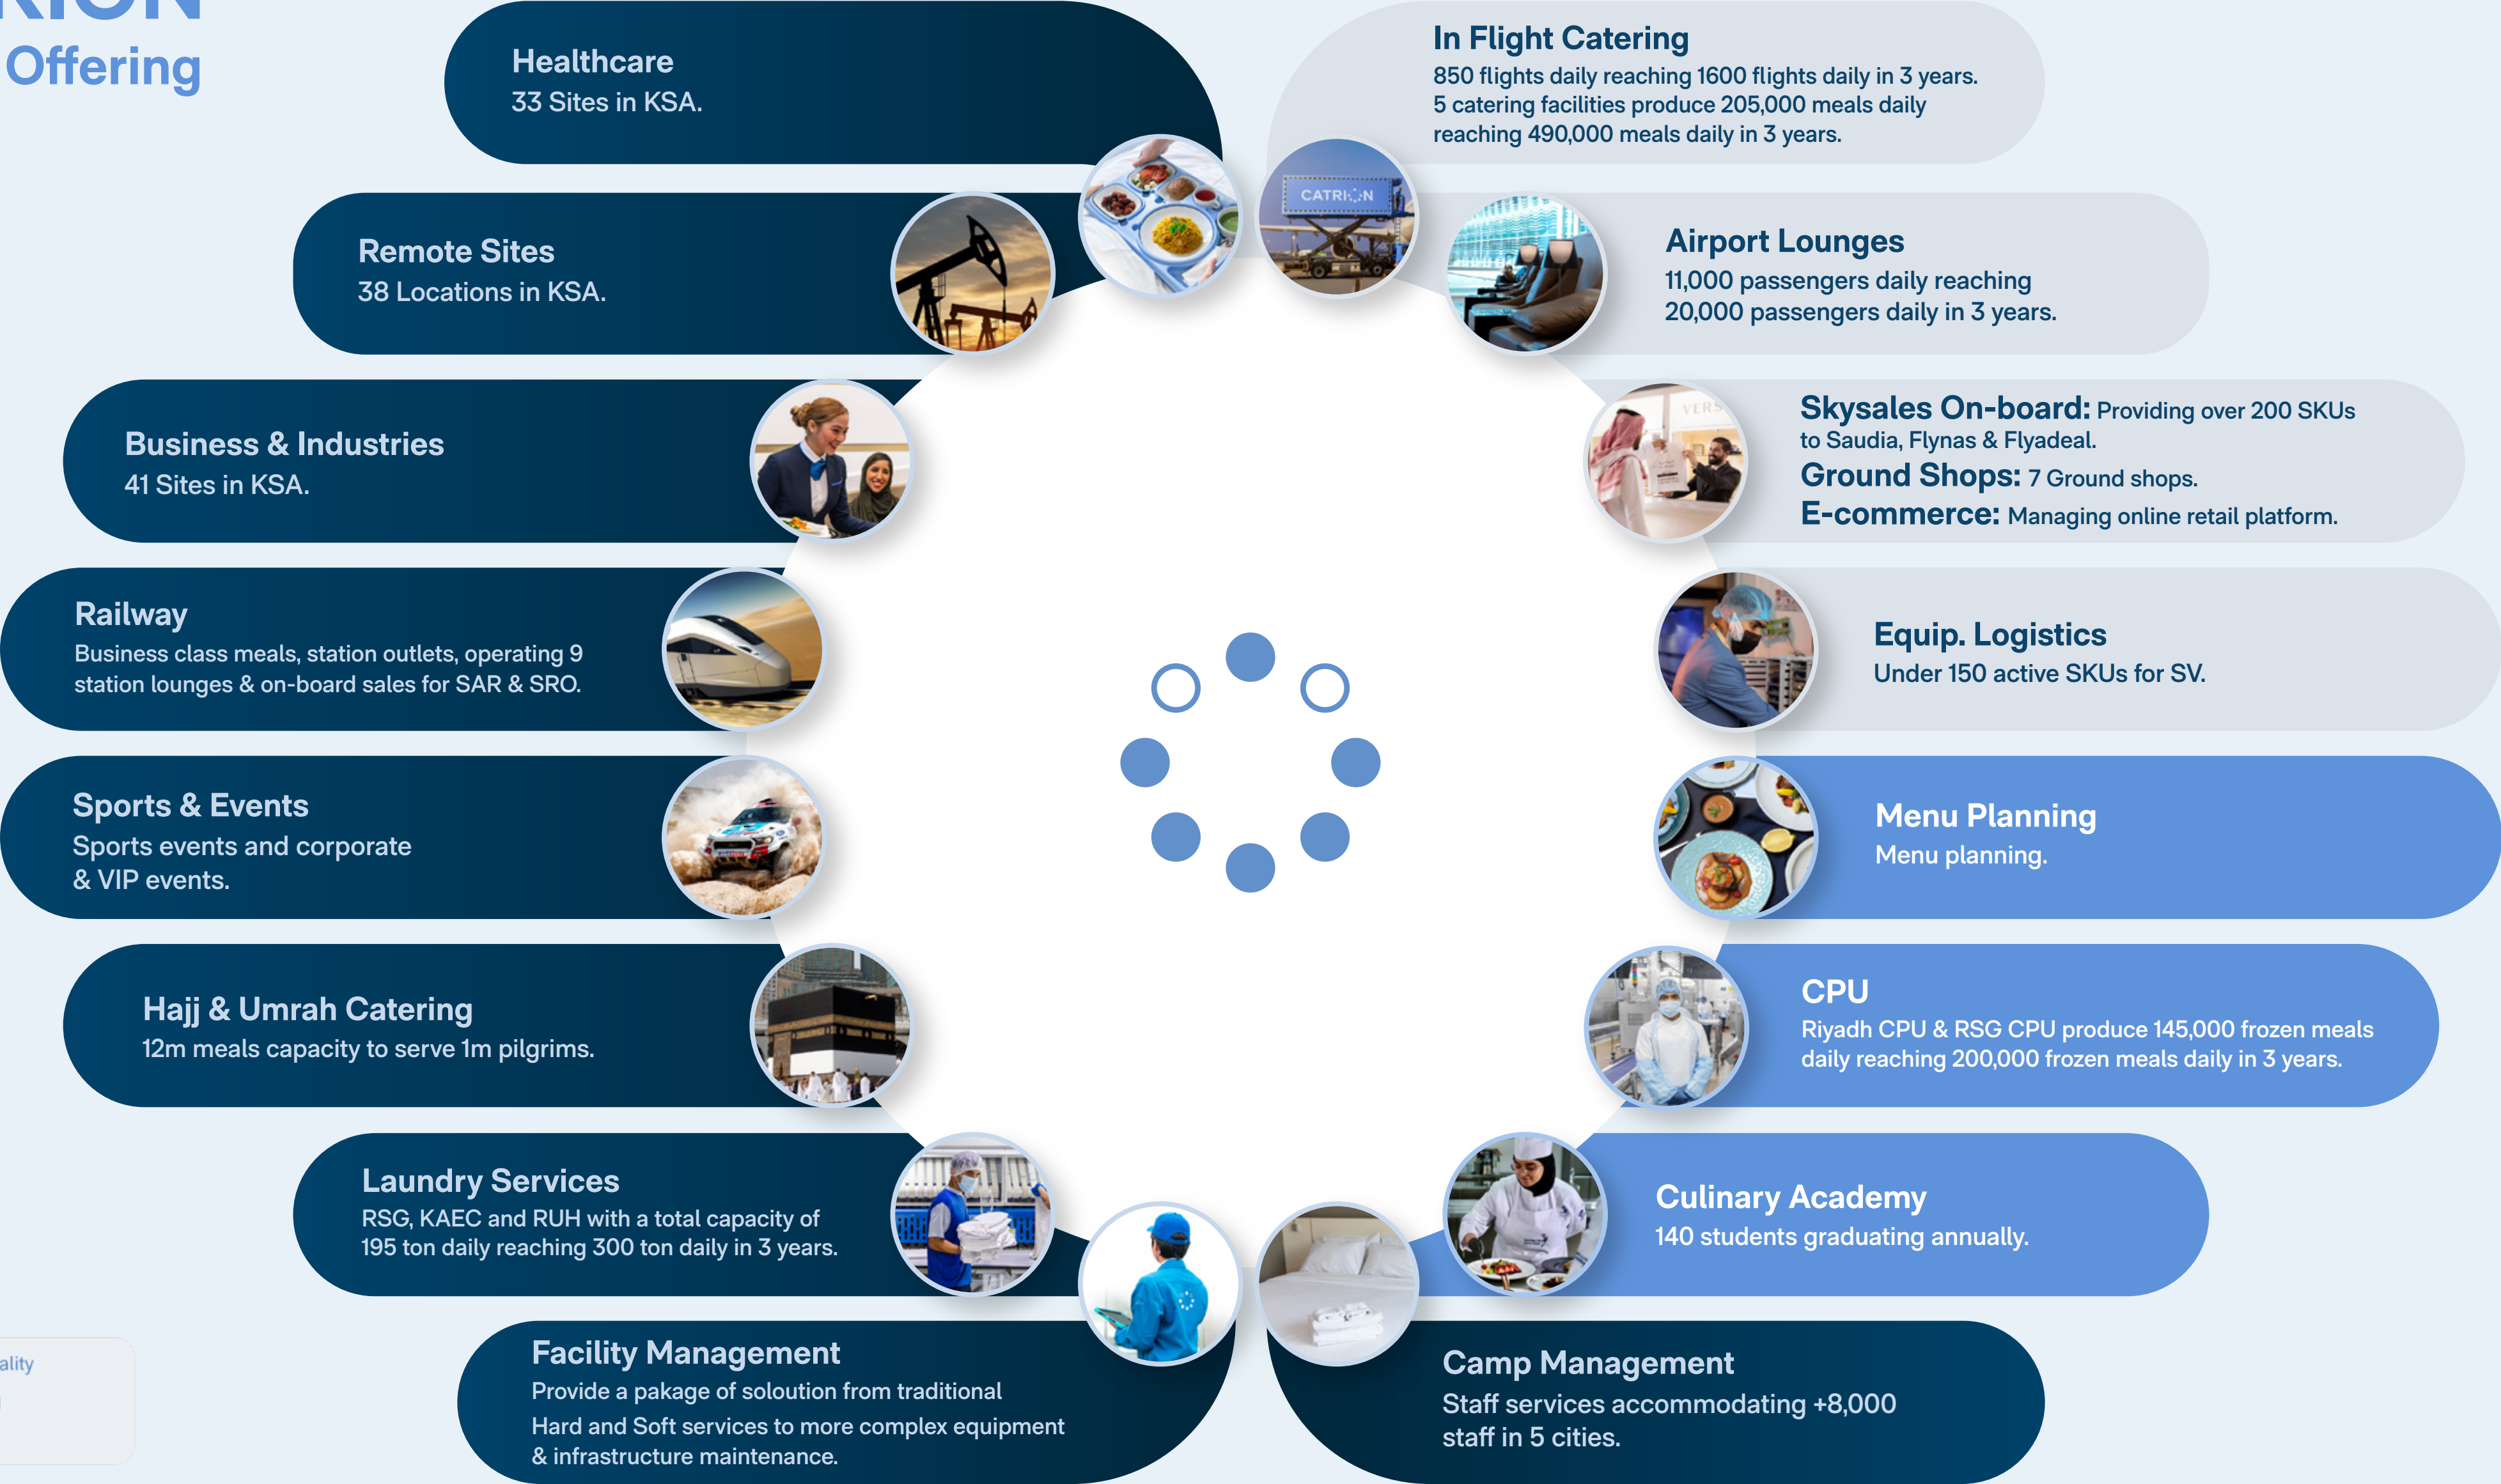 Offering
Healthcare
33 Sites in KSA.
Remote Sites
38 Locations in KSA.
Business & Industries
41 Sites in KSA.
Railway
Business class meals, station outlets, operating 9
station lounges & on-board sales for SAR & SRO.
Sports & Events
Sports events and corporate
& VIP events.
Hajj & Umrah Catering
12m meals capacity to serve 1m pilgrims.
Laundry Services
RSG, KAEC and RUH with a total capacity of
195 ton daily reaching 300 ton daily in 3 years.
Facility Management
Provide a pakage of soloution from traditional
Hard and Soft services to more complex equipment
& infrastructure maintenance.
In Flight Catering
850 flights daily reaching 1600 flights daily in 3 years.
5 catering facilities produce 205,000 meals daily
reaching 490,000 meals daily in 3 years.
CATRION
Airport Lounges
11,000 passengers daily reaching
20,000 passengers daily in 3 years.
Skysales On-board: Providing over 200 SKUs
to Saudia, Flynas & Flyadeal.
Ground Shops: 7 Ground shops.
E-commerce: Managing online retail platform.
Equip. Logistics
Under 150 active SKUs for SV.
Menu Planning
Menu planning.
CPU
Riyadh CPU & RSG CPU produce 145,000 frozen meals
daily reaching 200,000 frozen meals daily in 3 years.
Culinary Academy
140 students graduating annually.
Camp Management
Staff services accommodating +8,000
staff in 5 cities.